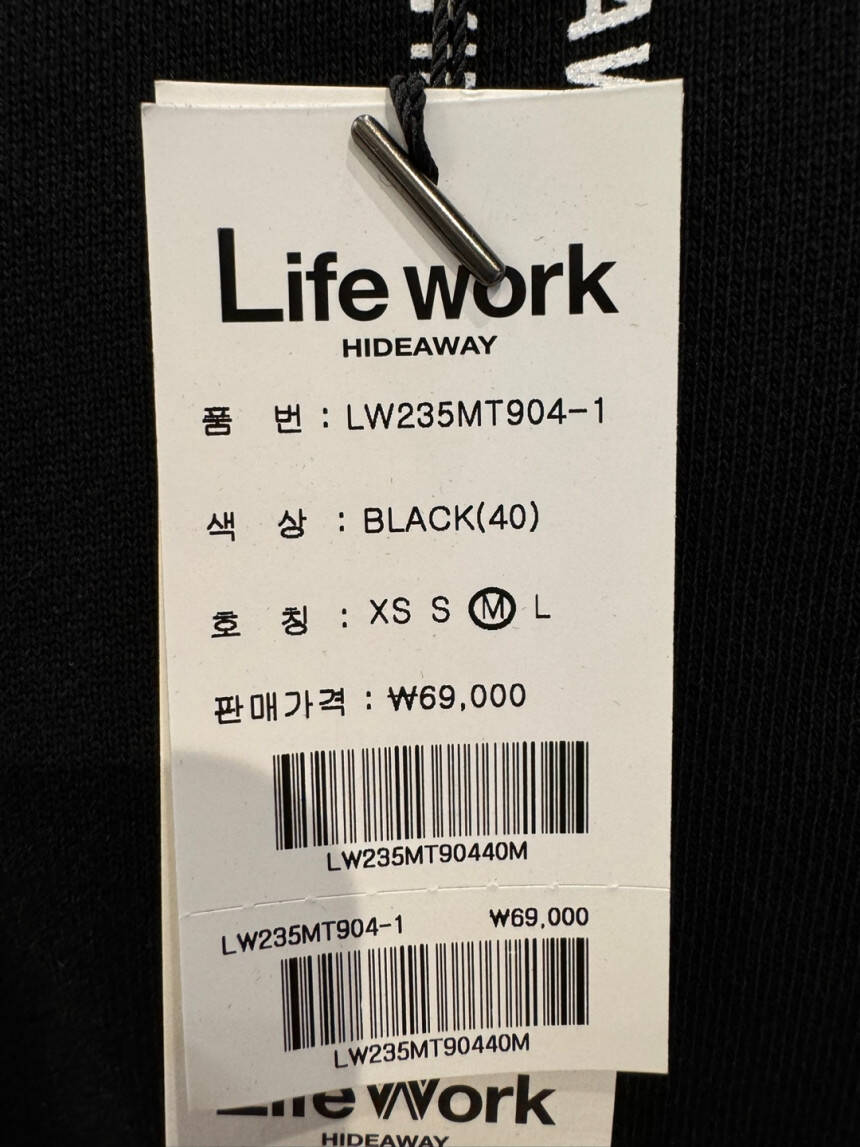 Life work
HIDEAWAY
품 번 : LW235MT904-1
색 상 : BLACK(40)
호 칭 : XS S M L
판매가격 : ₩69,000
LW235MT90440M
LW235MT904-1 ₩69,000
LW235MT90440M
Life Work
HIDEAWAY